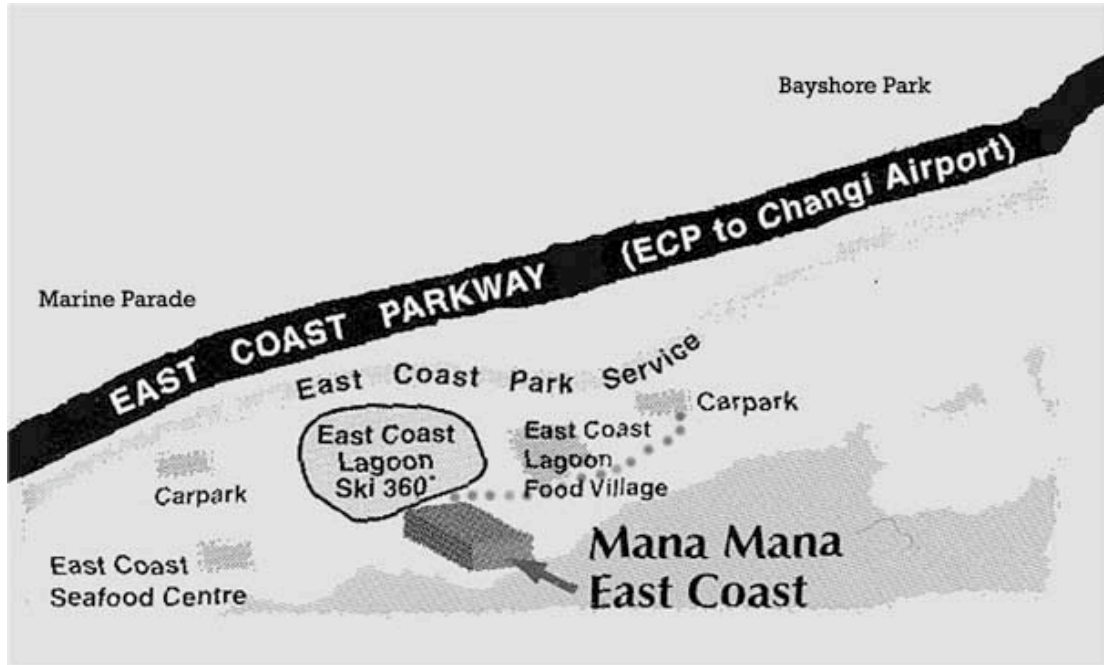 Bayshore Park
EAST COAST PARKWAY (ECP to Changi Airport)
Marine Parade
East Coast Park Service
Carpark
East Coast
Lagoon
Ski 360°
East Coast
Lagoon
Food Village
Carpark
East Coast
Seafood Centre
Mana Mana
East Coast